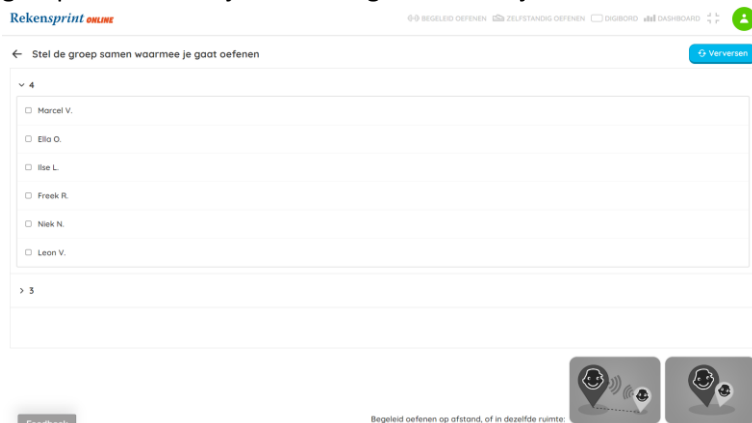 Rekensprint ONLINE
BEGELEID OEFENEN ZELFSTANDIG OEFENEN DIGIBORD DASHBOARD
Stel de groep samen waarmee je gaat oefenen
Verversen
4
Marcel V.
Ella O.
Ilse L.
Freek R.
Niek N.
Leon V.
3
Begeleid oefenen op afstand, of in dezelfde ruimte:
Feedback